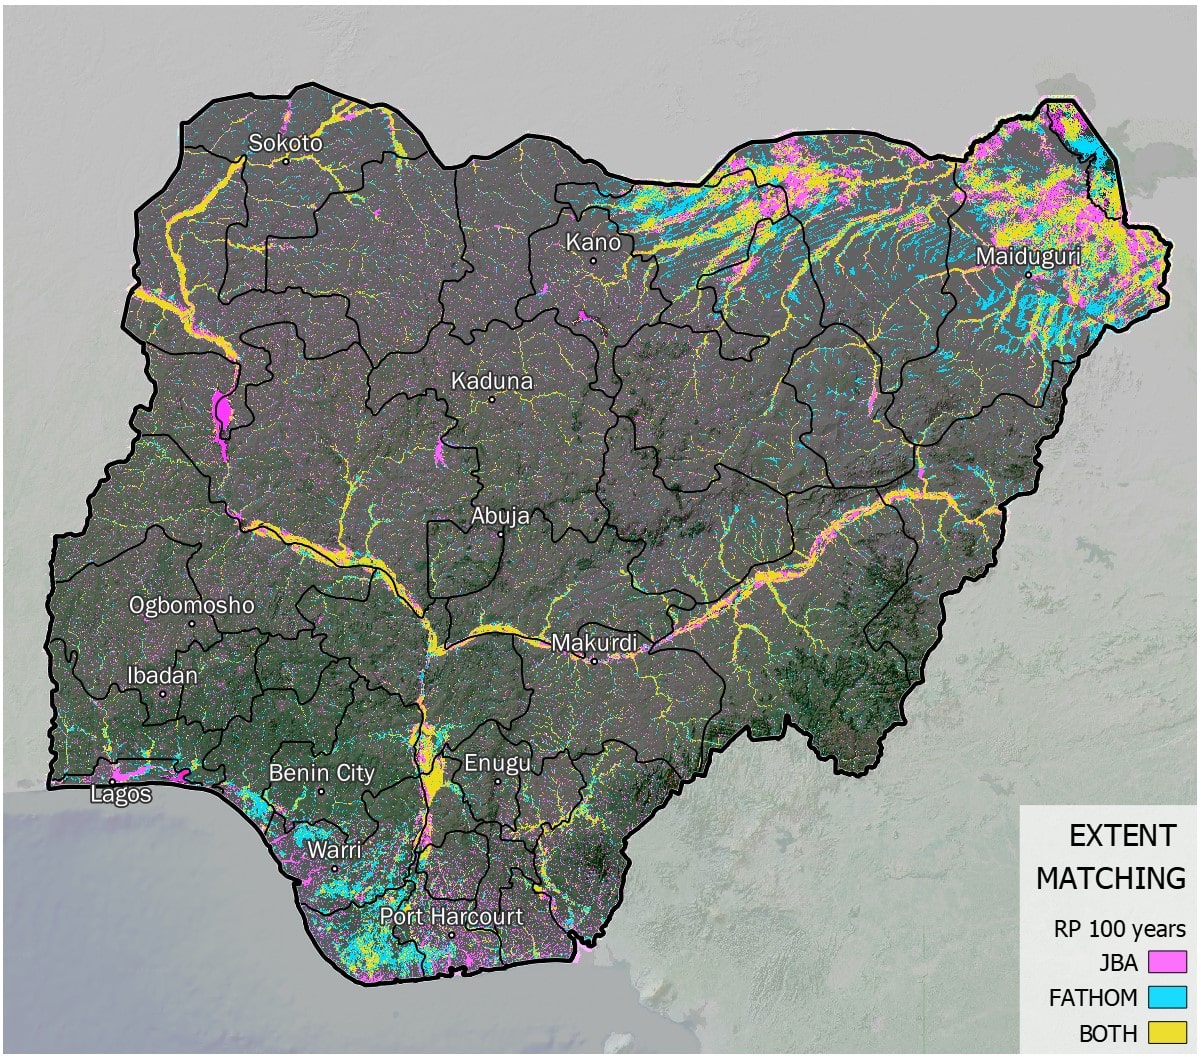 Sokoto
Kano
Maiduguri
Kaduna
Abuja
Ogbomosho
Makurdi
Ibadan
Enugu
Benin City
Lagos
Warri
Port Harcourt
EXTENT
MATCHING
RP 100 years
JBA
FATHOM
BOTH